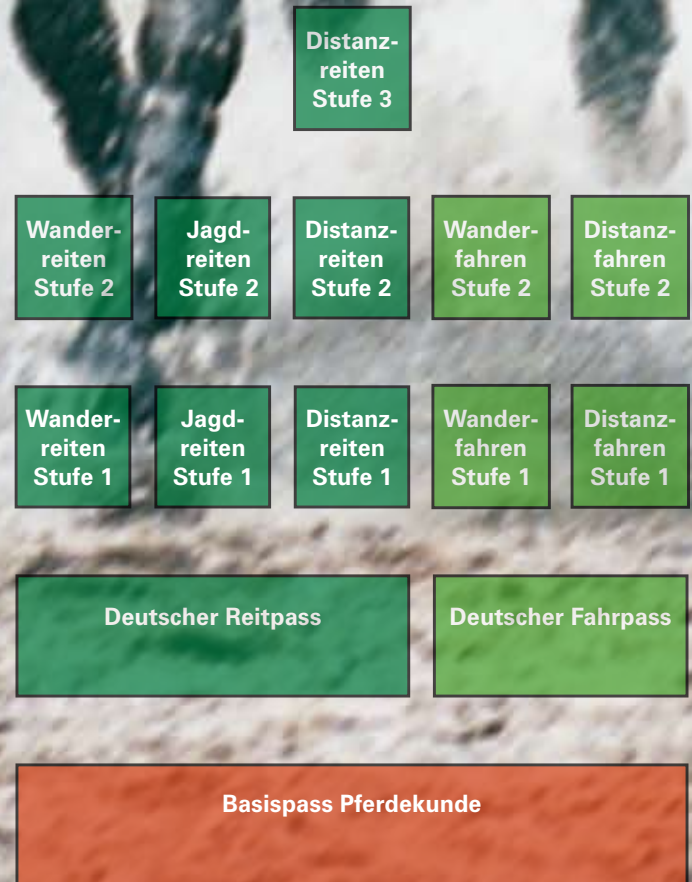 Distanz-
reiten
Stufe 3
Wander-
reiten
Stufe 2
Jagd-
reiten
Stufe 2
Distanz-
reiten
Stufe 2
Wander-
fahren
Stufe 2
Distanz-
fahren
Stufe 2
Wander-
reiten
Stufe 1
Jagd-
reiten
Stufe 1
Distanz-
reiten
Stufe 1
Wander-
fahren
Stufe 1
Distanz-
fahren
Stufe 1
Deutscher Reitpass
Deutscher Fahrpass
Basispass Pferdekunde